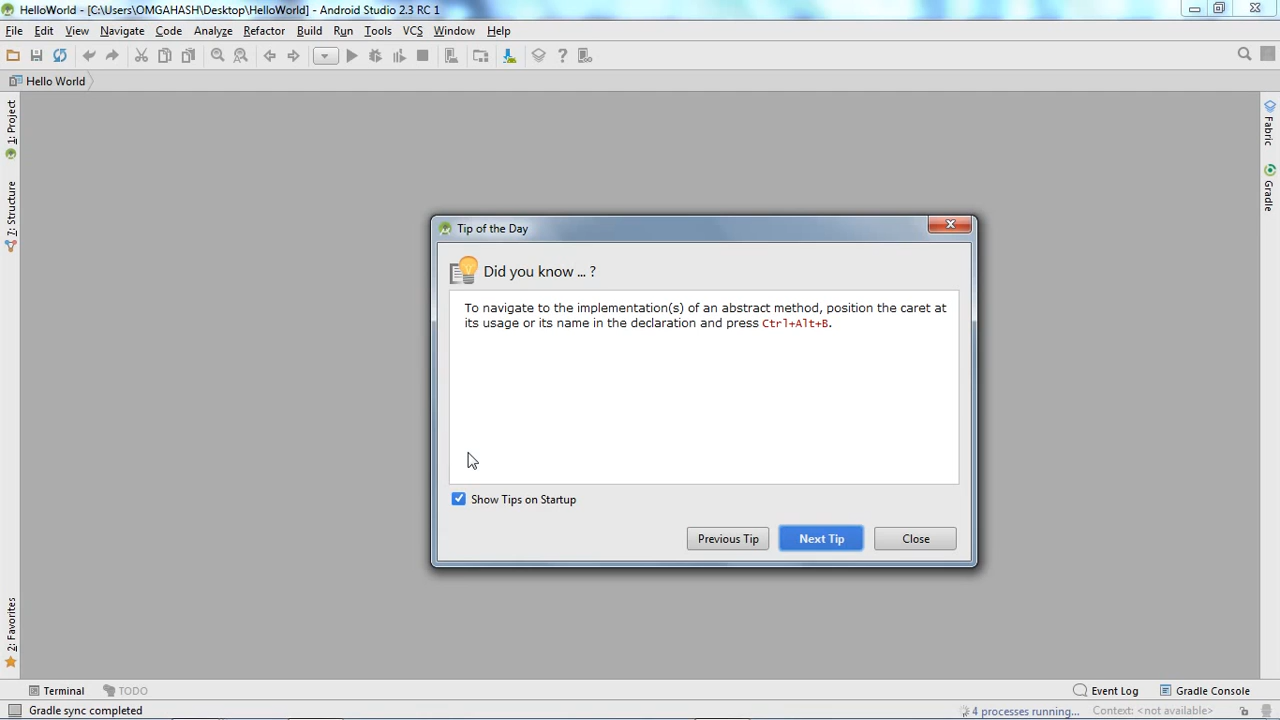 HelloWorld - [C:\Users\OMGAHASH\Desktop\HelloWorld] - Android Studio 2.3 RC 1
File Edit View Navigate Code Analyze Refactor Build Run Tools VCS Window Help
Hello World
1: Project
7: Structure
2: Favorites
Fabric
Gradle
Tip of the Day
Did you know ... ?
To navigate to the implementation(s) of an abstract method, position the caret at
its usage or its name in the declaration and press Ctrl+Alt+B.
Show Tips on Startup
Previous Tip Next Tip Close
Terminal TODO Event Log Gradle Console
Gradle sync completed 4 processes running... Context: <not available>